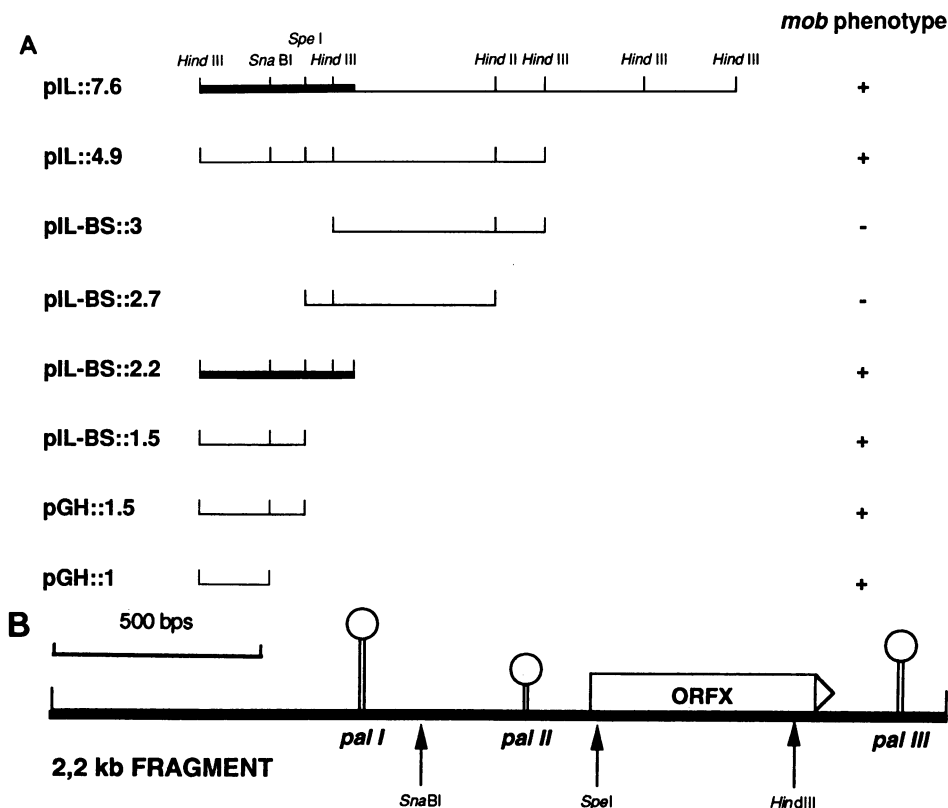 mob phenotype
A
Spe I
Hind III Sna BI Hind III Hind II Hind III Hind III Hind III
pIL::7.6 +
pIL::4.9 +
pIL-BS::3 -
pIL-BS::2.7 -
pIL-BS::2.2 +
pIL-BS::1.5 +
pGH::1.5 +
pGH::1 +
B
500 bps
ORFX
pal I pal II pal III
2,2 kb FRAGMENT
SnaBI SpeI HindIII